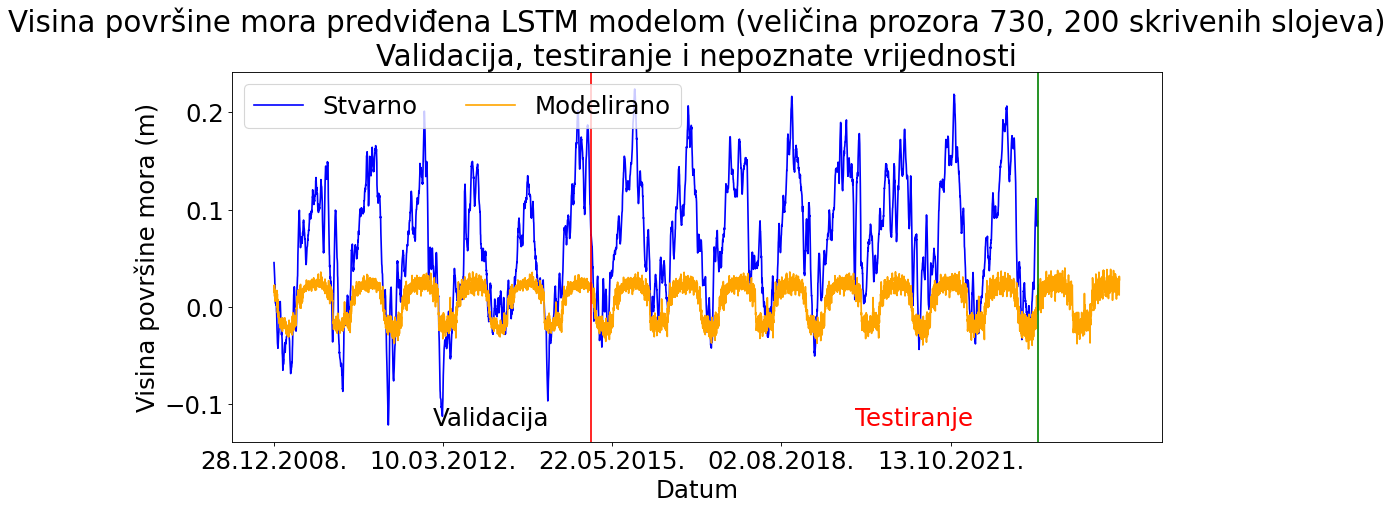 Visina površine mora predviđena LSTM modelom (veličina prozora 730, 200 skrivenih slojeva)
Validacija, testiranje i nepoznate vrijednosti
Stvarno Modelirano
Visina površine mora (m)
0.2
0.1
0.0
−0.1
Validacija Testiranje
28.12.2008. 10.03.2012. 22.05.2015. 02.08.2018. 13.10.2021.
Datum